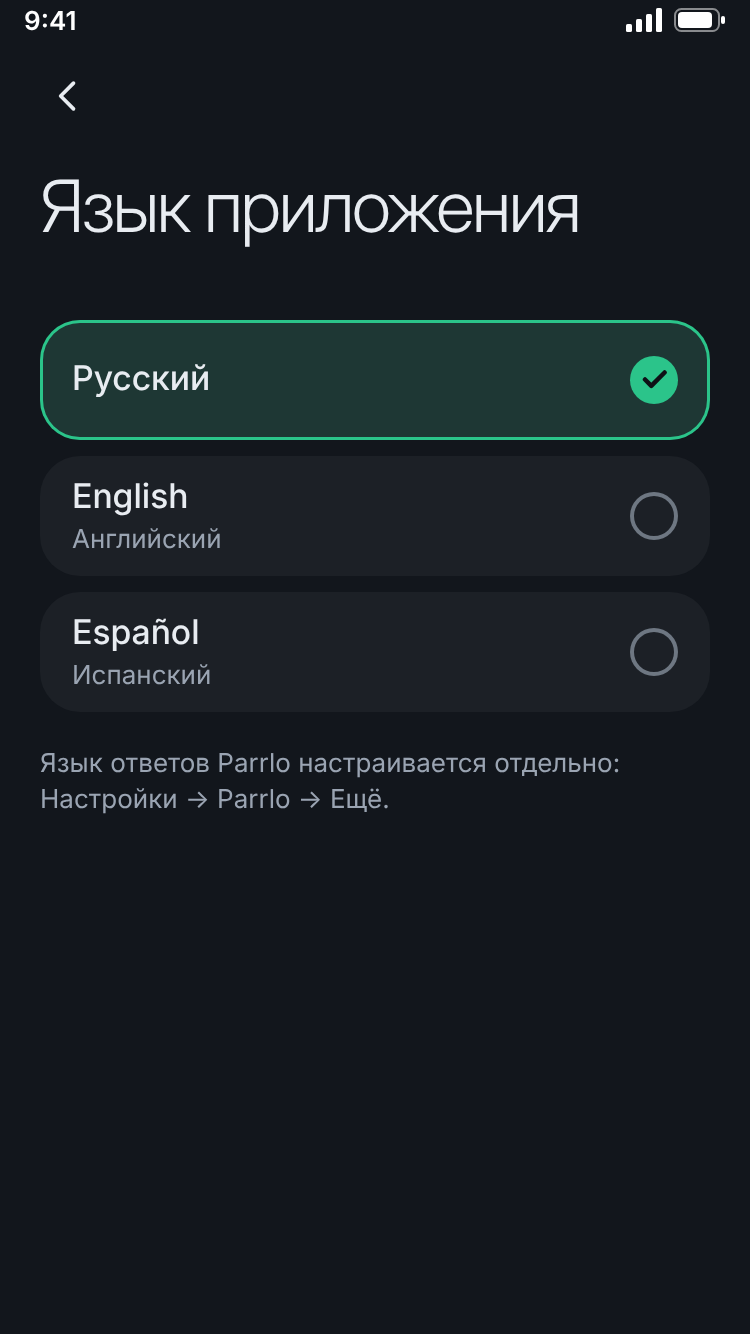 9:41
Язык приложения
Русский
English
Английский
Español
Испанский
Язык ответов Parrlo настраивается отдельно:
Настройки → Parrlo → Ещё.